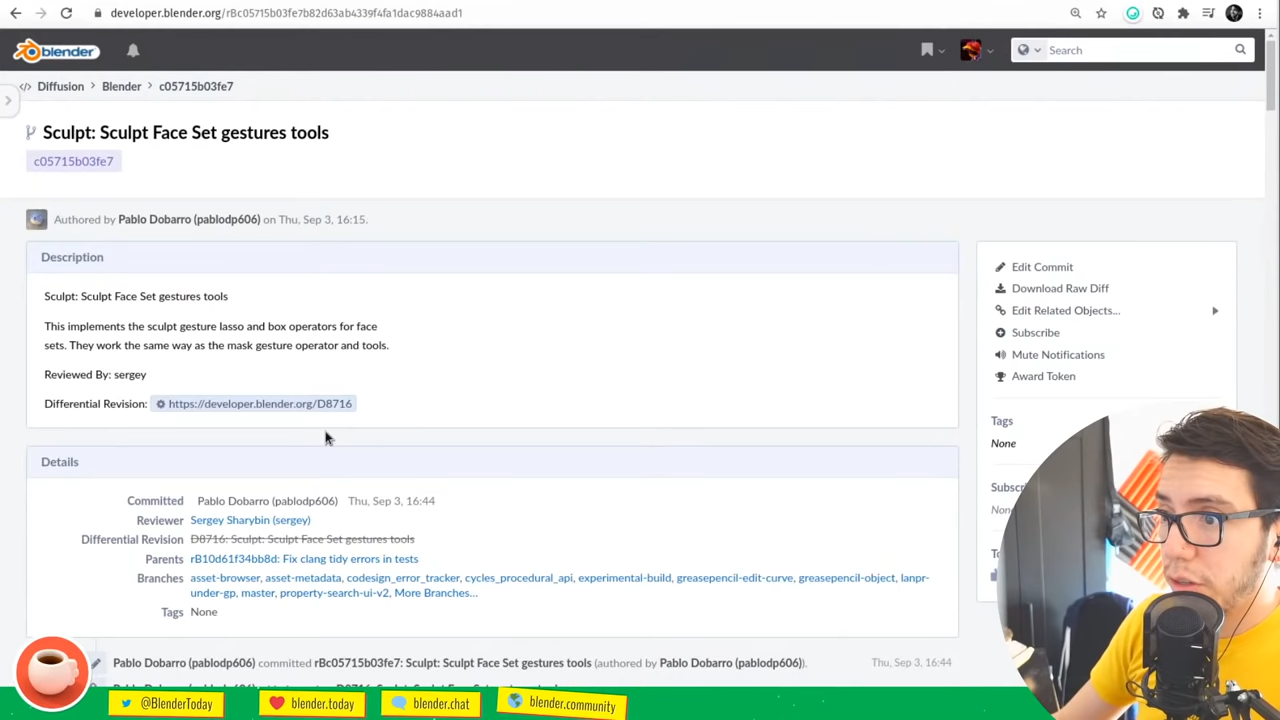 developer.blender.org/rBc05715b03fe7b82d63ab4339f4fa1dac9884aad1
blender
Search
Diffusion > Blender > c05715b03fe7
Sculpt: Sculpt Face Set gestures tools
c05715b03fe7
Authored by Pablo Dobarro (pablodp606) on Thu, Sep 3, 16:15.
Description
Sculpt: Sculpt Face Set gestures tools
This implements the sculpt gesture lasso and box operators for face
sets. They work the same way as the mask gesture operator and tools.
Reviewed By: sergey
Differential Revision: https://developer.blender.org/D8716
Edit Commit
Download Raw Diff
Edit Related Objects...
Subscribe
Mute Notifications
Award Token
Tags
None
Details
Committed Pablo Dobarro (pablodp606) Thu, Sep 3, 16:44
Reviewer Sergey Sharybin (sergey)
Differential Revision D8716: Sculpt: Sculpt Face Set gestures tools
Parents rB10d61f34bb8d: Fix clang tidy errors in tests
Branches asset-browser, asset-metadata, codesign_error_tracker, cycles_procedural_api, experimental-build, greasepencil-edit-curve, greasepencil-object, lanpr-
under-gp, master, property-search-ui-v2, More Branches...
Tags None
Pablo Dobarro (pablodp606) committed rBc05715b03fe7: Sculpt: Sculpt Face Set gestures tools (authored by Pablo Dobarro (pablodp606)). Thu, Sep 3, 16:44
@BlenderToday
blender.today
blender.chat
blender.community